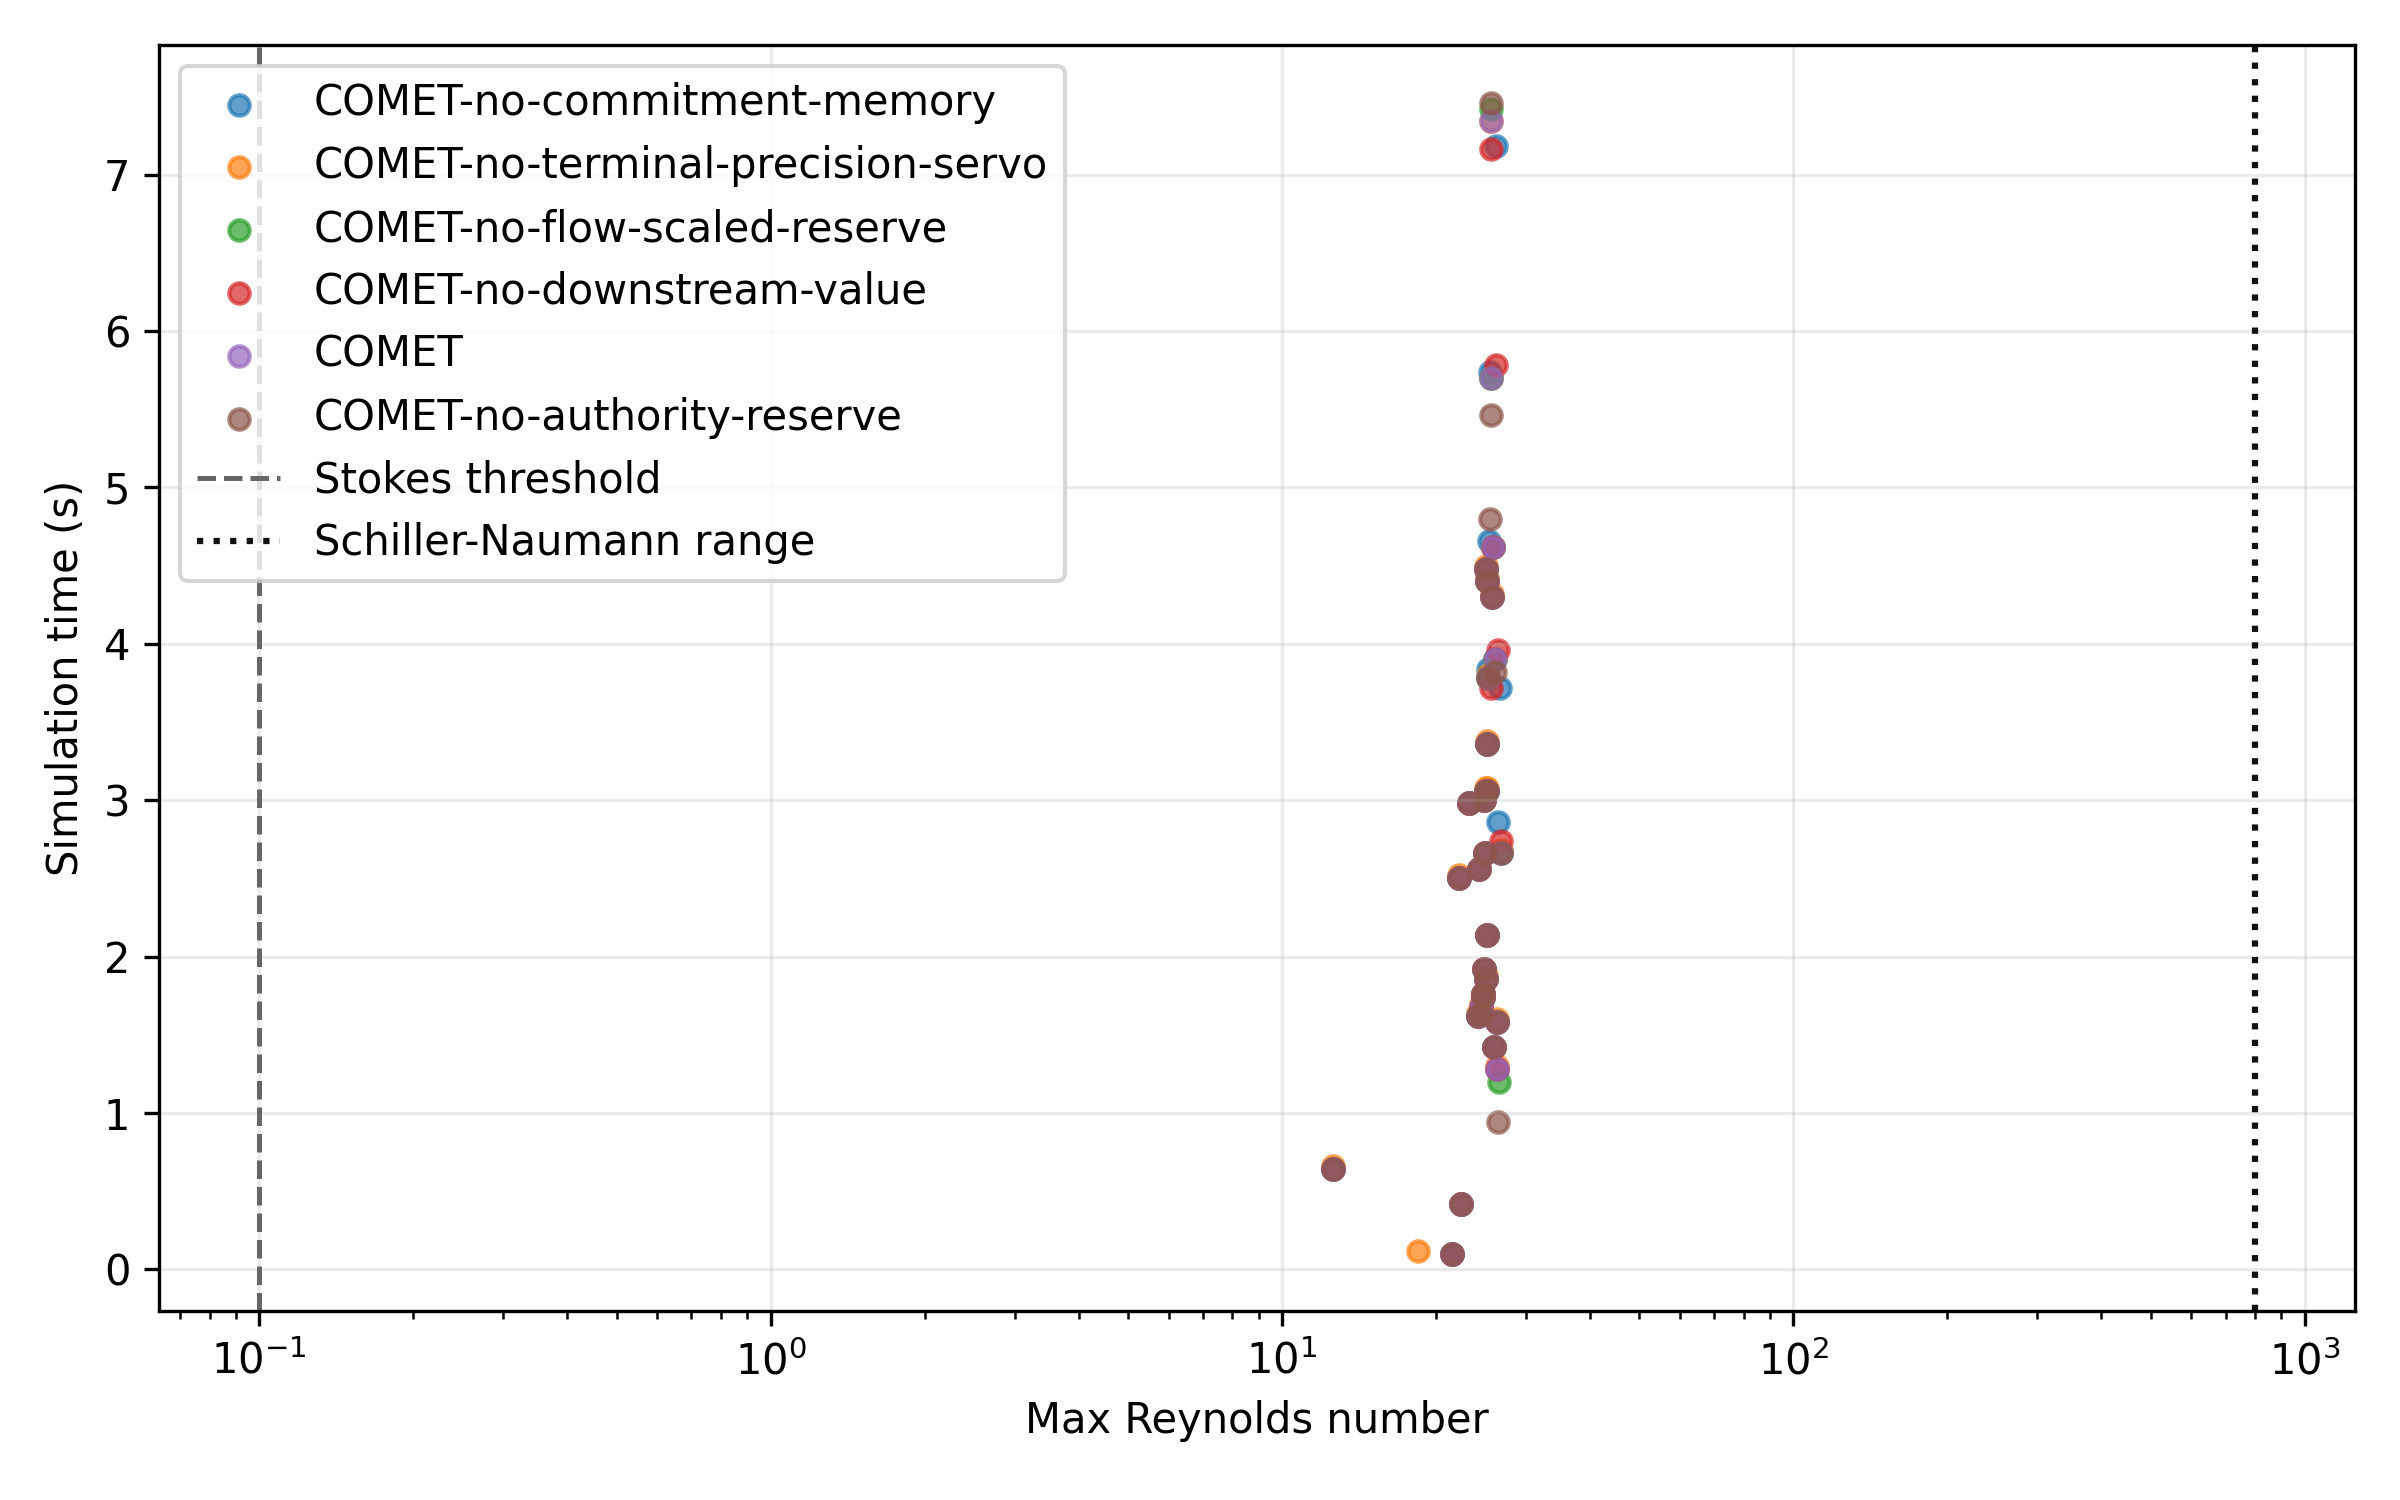 COMET-no-commitment-memory
COMET-no-terminal-precision-servo
COMET-no-flow-scaled-reserve
COMET-no-downstream-value
COMET
COMET-no-authority-reserve
Stokes threshold
Schiller-Naumann range
Simulation time (s)
7
6
5
4
3
2
1
0
10⁻¹ 10⁰ 10¹ 10² 10³
Max Reynolds number